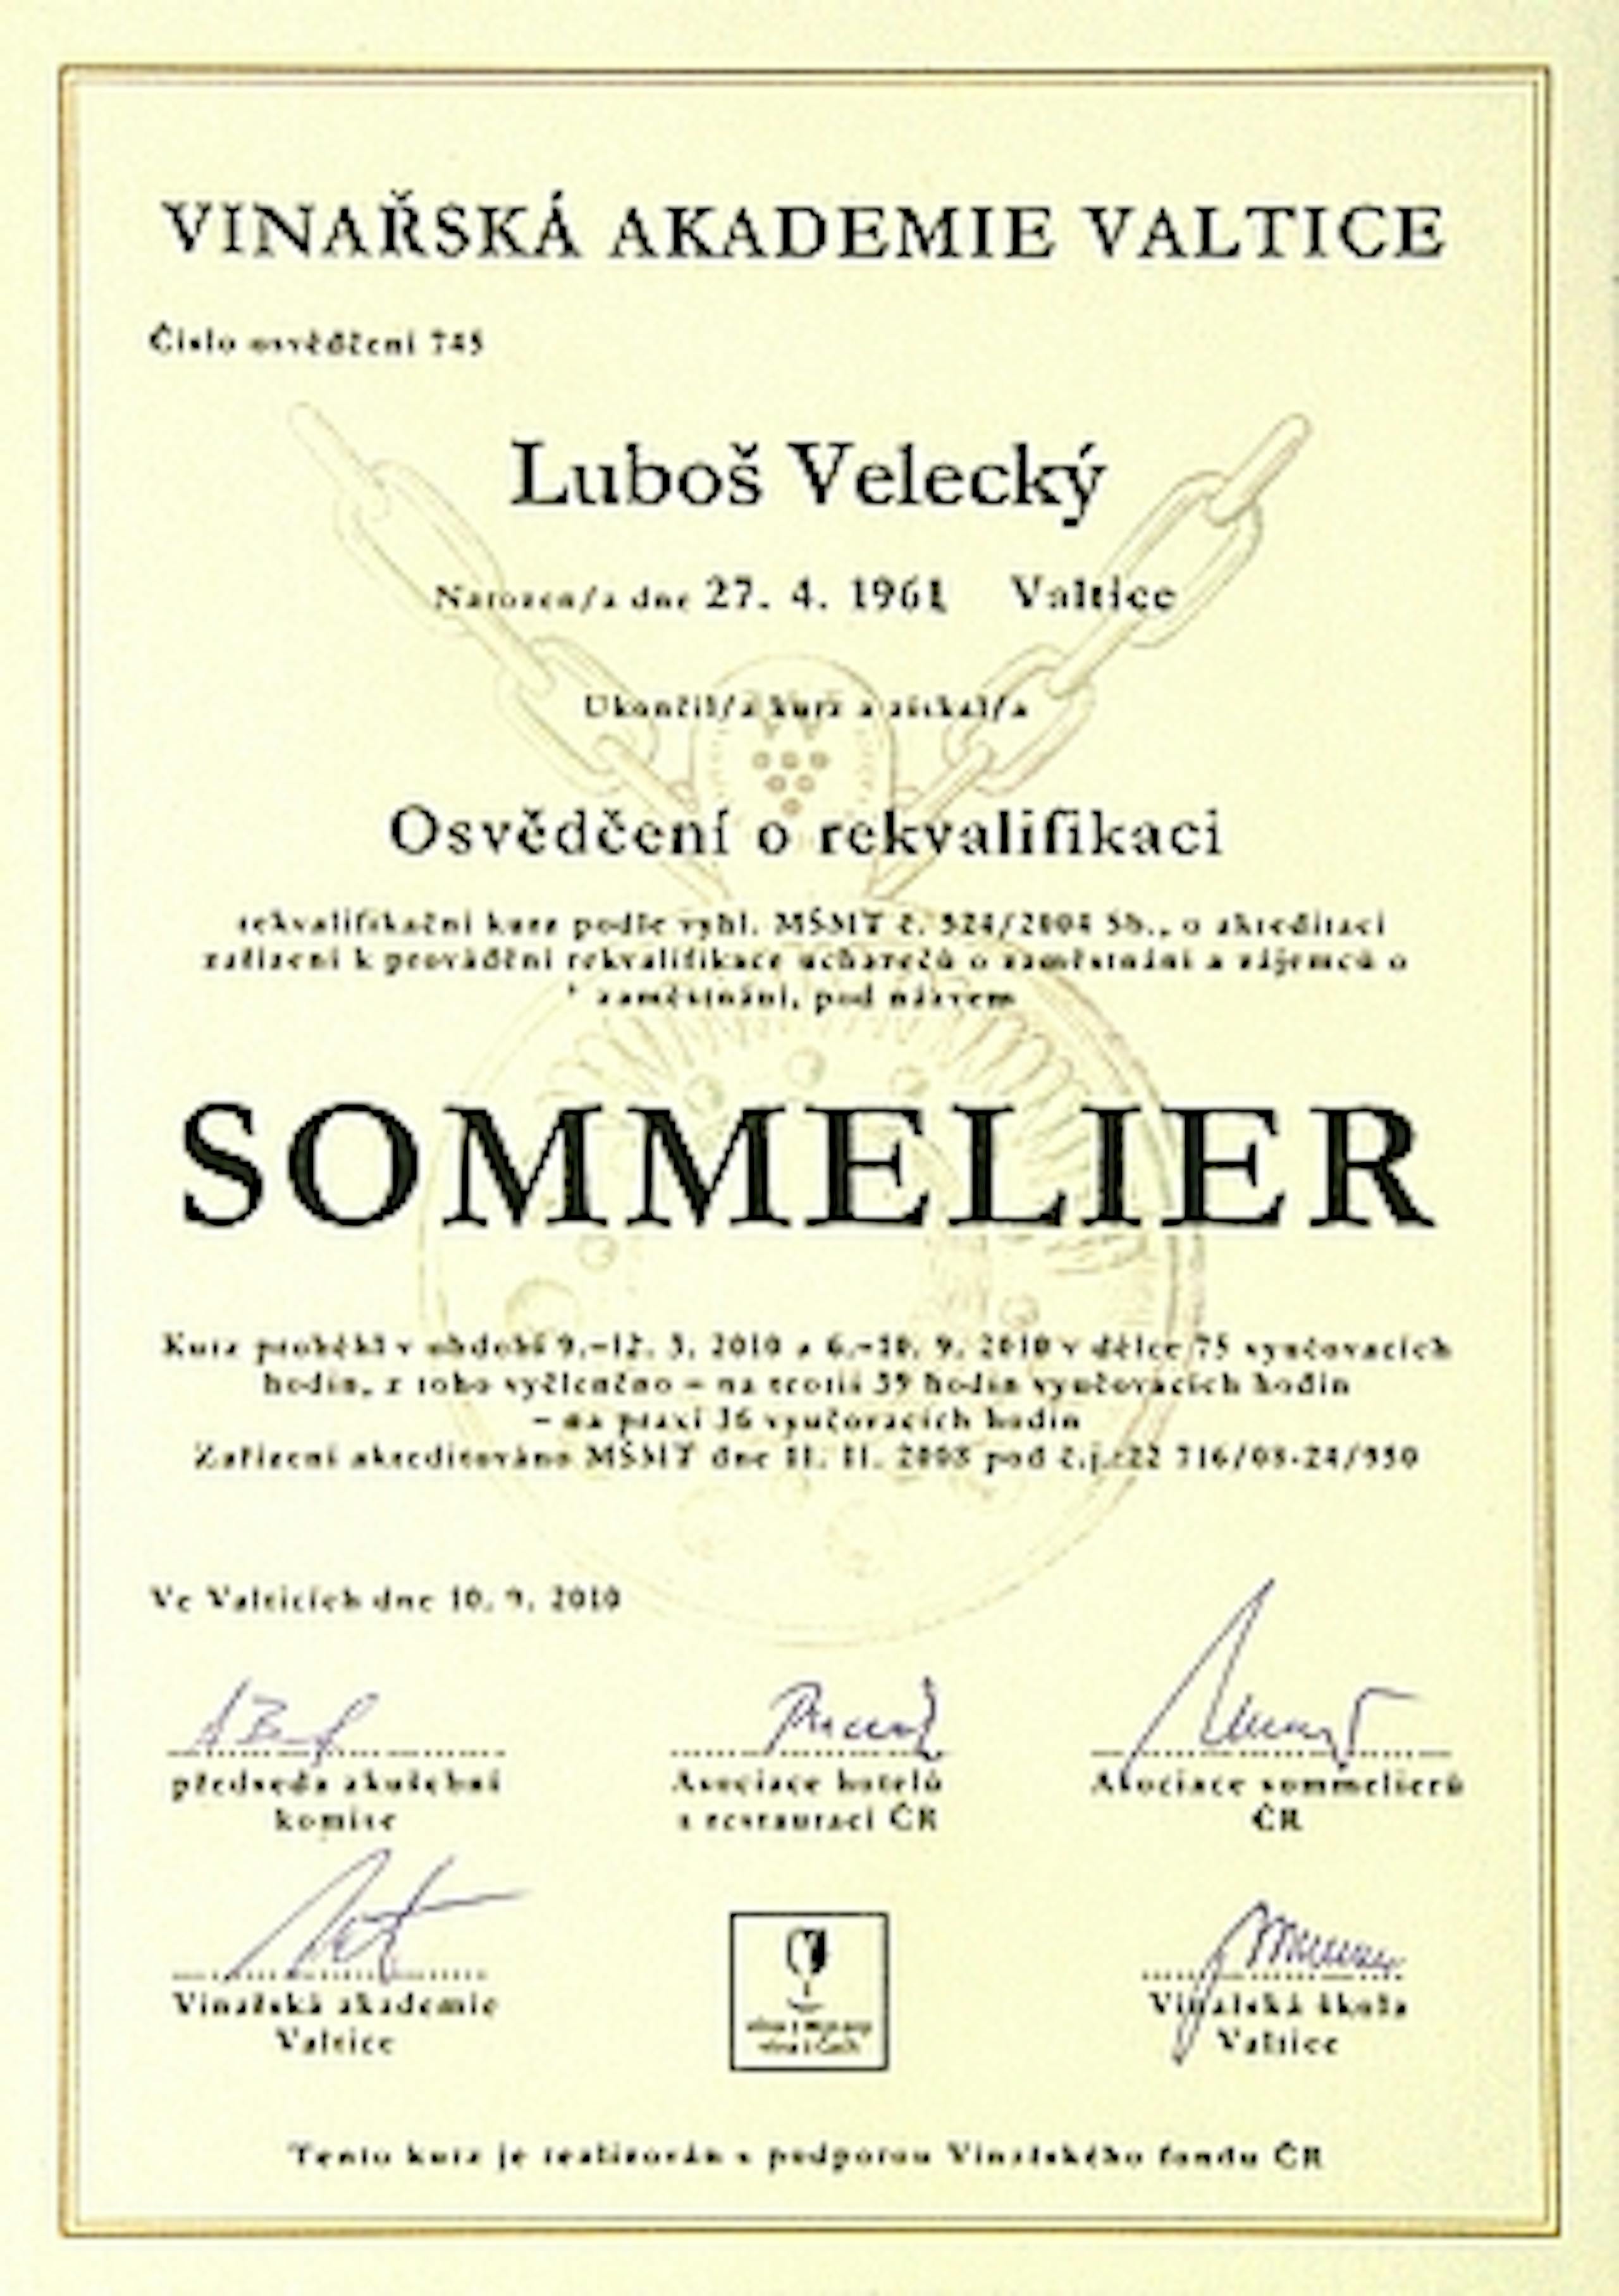 VINAŘSKÁ AKADEMIE VALTICE
Číslo osvědčení 745
Luboš Velecký
Narozen/a dne 27. 4. 1961 Valtice
Ukončil/a kurz a získal/a
Osvědčení o rekvalifikaci
rekvalifikační kurz podle vyhl. MŠMT č. 524/2004 Sb., o akreditaci
zařízení k provádění rekvalifikace uchazečů o zaměstnání a zájemců o
zaměstnání, pod názvem
SOMMELIER
Kurz proběhl v období 9.–12. 3. 2010 a 6.–10. 9. 2010 v délce 75 vyučovacích
hodin, z toho vyčleněno – na teorii 39 hodin vyučovacích hodin
– na praxi 36 vyučovacích hodin
Zařízení akreditováno MŠMT dne 11. 11. 2008 pod č.j.:22 716/08-24/550
Ve Valticích dne 10. 9. 2010
předseda zkušební
komise
Asociace hotelů
a restaurací ČR
Asociace sommelierů
ČR
Vinařská akademie
Valtice
vína z Moravy
vína z Čech
Vinařská škola
Valtice
Tento kurz je realizován s podporou Vinařského fondu ČR